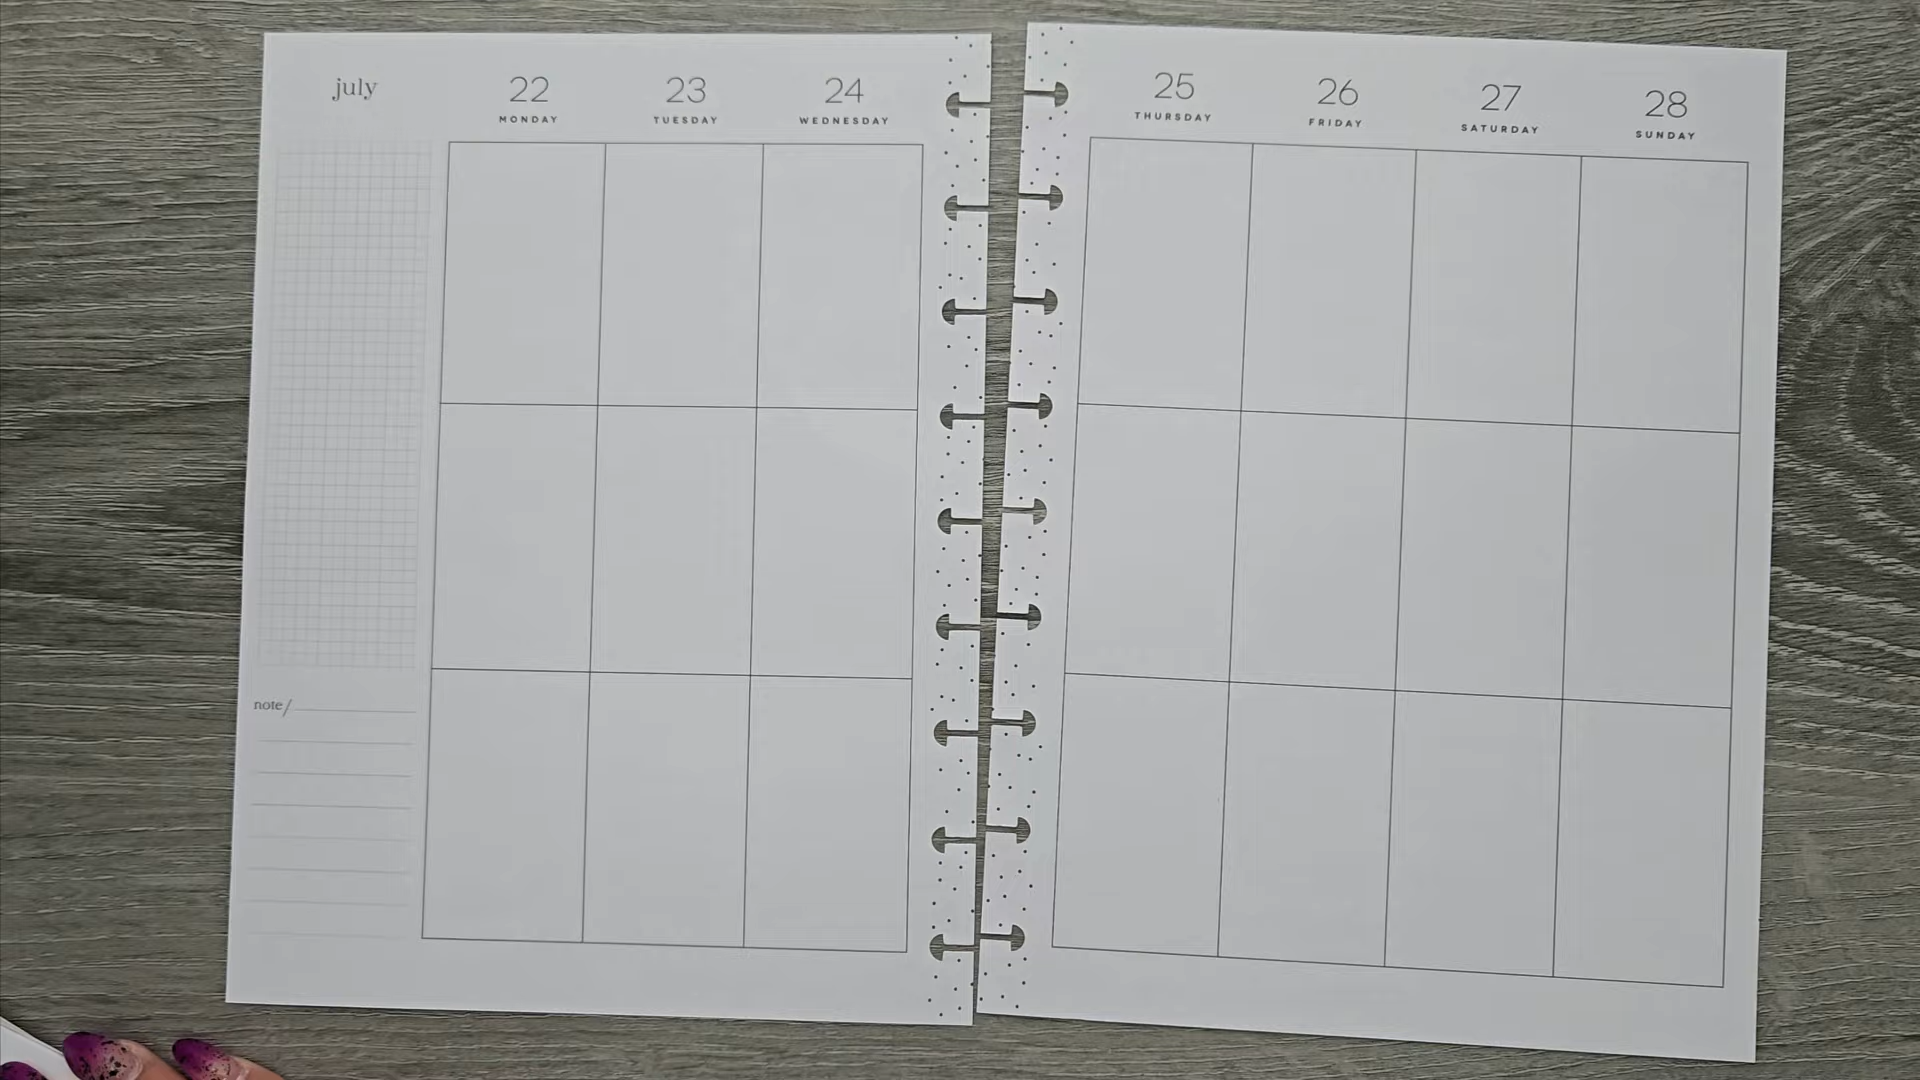 july
22 23 24
MONDAY TUESDAY WEDNESDAY
25 26 27 28
THURSDAY FRIDAY SATURDAY SUNDAY
note/